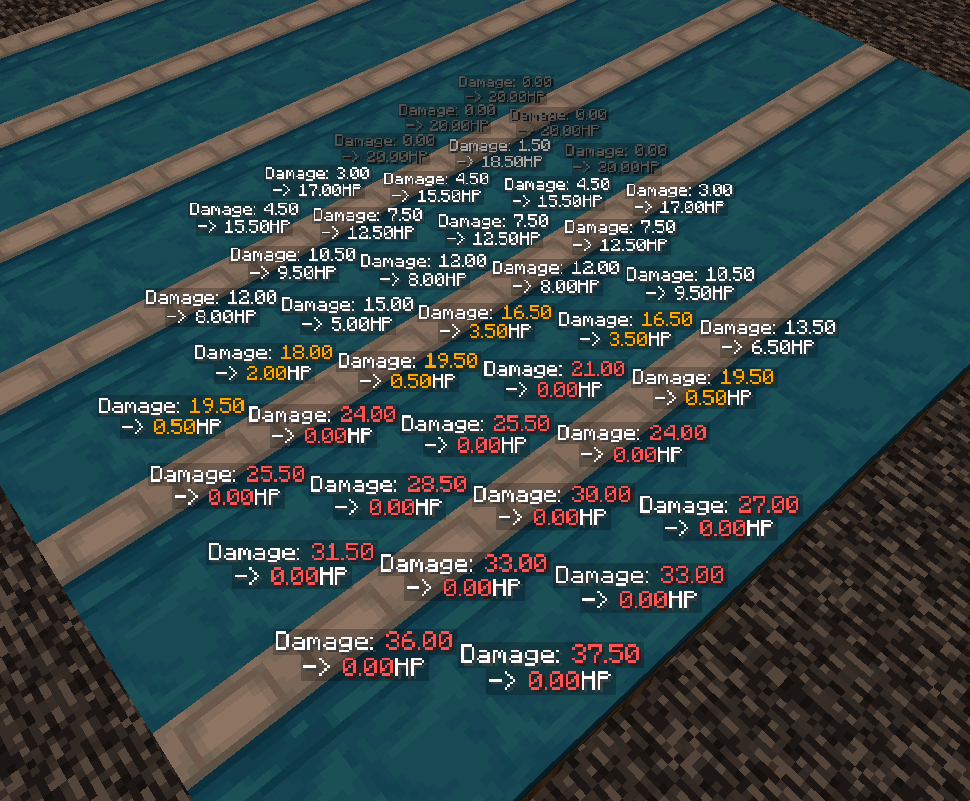 Damage: 0.00
-> 20.00HP
Damage: 0.00
-> 20.00HP
Damage: 0.00
-> 20.00HP
Damage: 0.00
-> 20.00HP
Damage: 1.50
-> 18.50HP
Damage: 0.00
-> 20.00HP
Damage: 3.00
-> 17.00HP
Damage: 4.50
-> 15.50HP
Damage: 4.50
-> 15.50HP
Damage: 3.00
-> 17.00HP
Damage: 4.50
-> 15.50HP
Damage: 7.50
-> 12.50HP
Damage: 7.50
-> 12.50HP
Damage: 7.50
-> 12.50HP
Damage: 10.50
-> 9.50HP
Damage: 12.00
-> 8.00HP
Damage: 12.00
-> 8.00HP
Damage: 10.50
-> 9.50HP
Damage: 12.00
-> 8.00HP
Damage: 15.00
-> 5.00HP
Damage: 16.50
-> 3.50HP
Damage: 16.50
-> 3.50HP
Damage: 13.50
-> 6.50HP
Damage: 18.00
-> 2.00HP
Damage: 19.50
-> 0.50HP
Damage: 21.00
-> 0.00HP
Damage: 19.50
-> 0.50HP
Damage: 19.50
-> 0.50HP
Damage: 24.00
-> 0.00HP
Damage: 25.50
-> 0.00HP
Damage: 24.00
-> 0.00HP
Damage: 25.50
-> 0.00HP
Damage: 28.50
-> 0.00HP
Damage: 30.00
-> 0.00HP
Damage: 27.00
-> 0.00HP
Damage: 31.50
-> 0.00HP
Damage: 33.00
-> 0.00HP
Damage: 33.00
-> 0.00HP
Damage: 36.00
-> 0.00HP
Damage: 37.50
-> 0.00HP